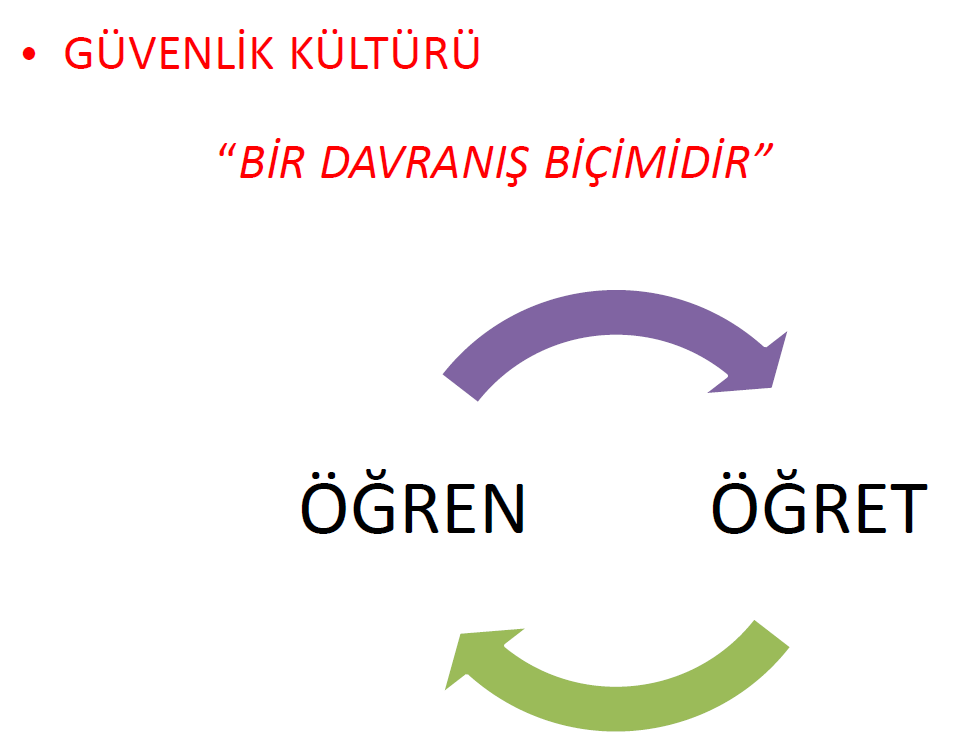 • GÜVENLİK KÜLTÜRÜ
“BİR DAVRANIŞ BİÇİMİDİR”
ÖĞREN ÖĞRET